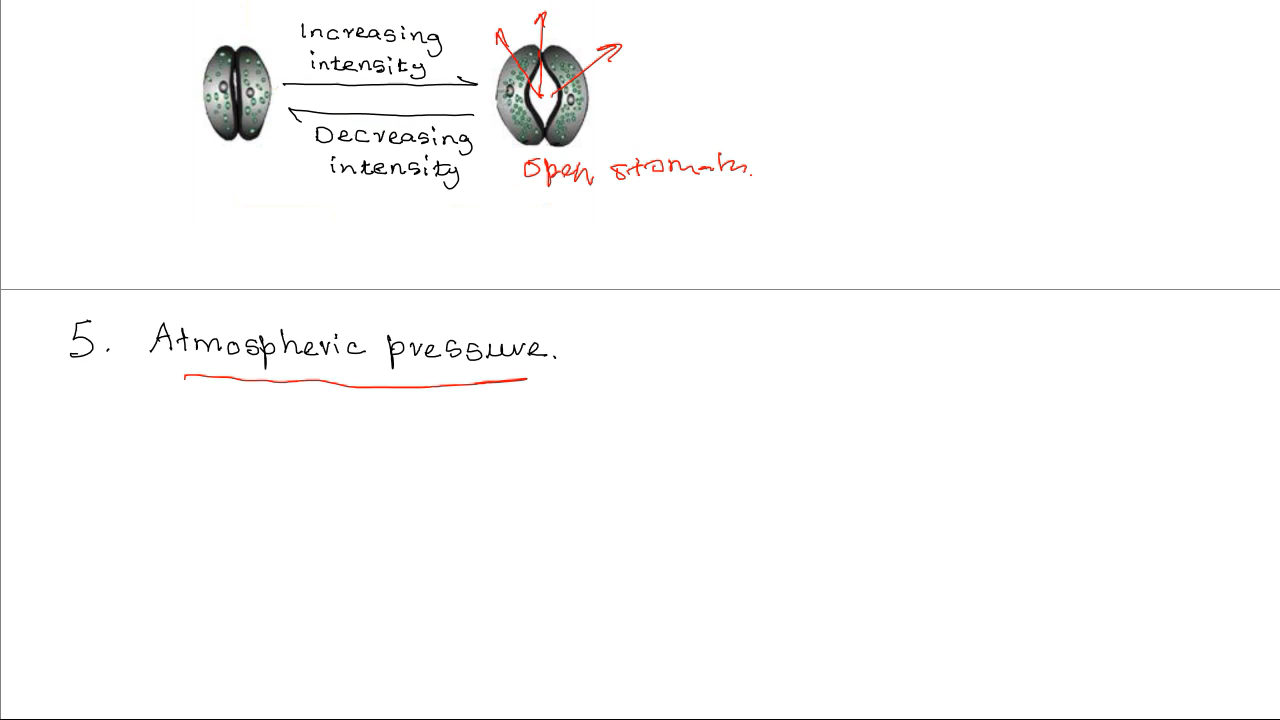 Increasing
intensity
Decreasing
intensity
Open stomata.
5. Atmospheric pressure.